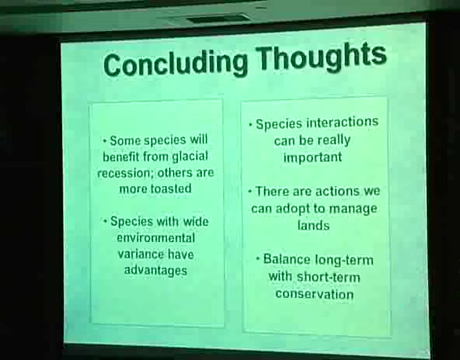 Concluding Thoughts
• Some species will
benefit from glacial
recession; others are
more toasted
• Species with wide
environmental
variance have
advantages
• Species interactions
can be really
important
• There are actions we
can adopt to manage
lands
• Balance long-term
with short-term
conservation